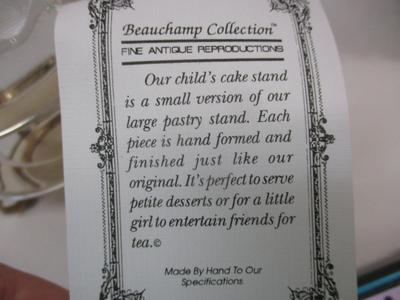 Beauchamp Collection™
FINE ANTIQUE REPRODUCTIONS
Our child's cake stand
is a small version of our
large pastry stand. Each
piece is hand formed and
finished just like our
original. It's perfect to serve
petite desserts or for a little
girl to entertain friends for
tea.©
Made By Hand To Our
Specifications.